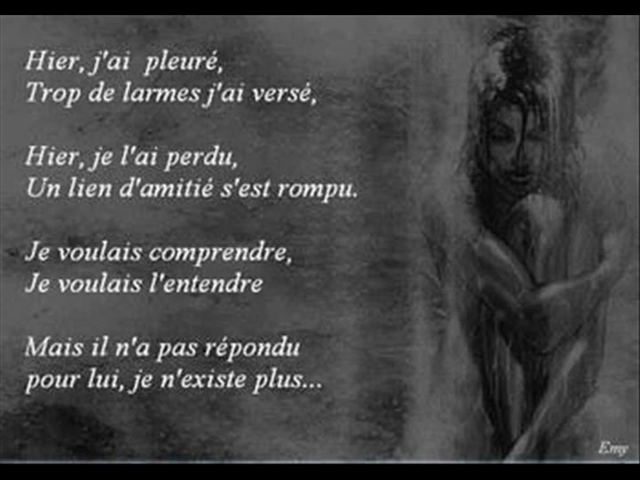 Hier, j'ai pleuré,
Trop de larmes j'ai versé,
Hier, je l'ai perdu,
Un lien d'amitié s'est rompu.
Je voulais comprendre,
Je voulais l'entendre
Mais il n'a pas répondu
pour lui, je n'existe plus...
Emy